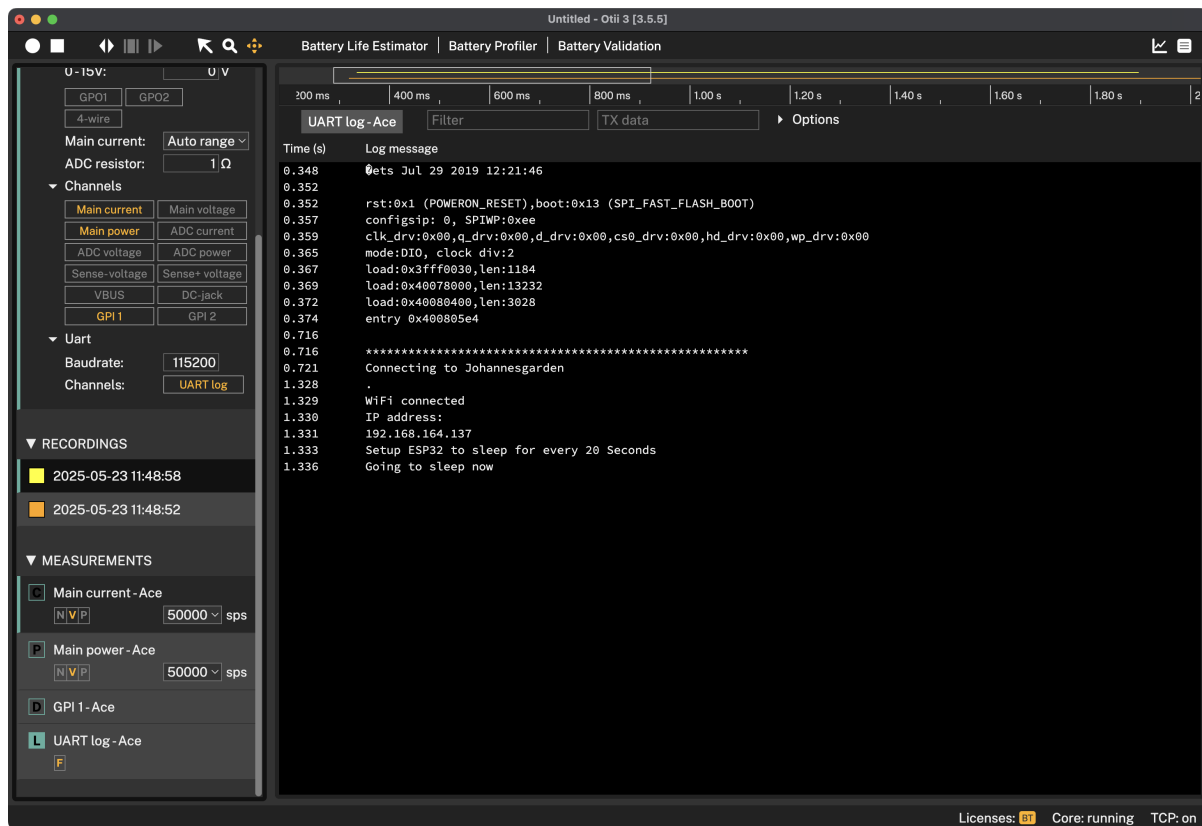 Untitled - Otii 3 [3.5.5]
Battery Life Estimator Battery Profiler Battery Validation
0-15V: 0 V
GPO1 GPO2
4-wire
Main current: Auto range
ADC resistor: 1 Ω
Channels
Main current Main voltage
Main power ADC current
ADC voltage ADC power
Sense-voltage Sense+ voltage
VBUS DC-jack
GPI 1 GPI 2
Uart
Baudrate: 115200
Channels: UART log
RECORDINGS
2025-05-23 11:48:58
2025-05-23 11:48:52
MEASUREMENTS
C Main current - Ace
N V P 50000 sps
P Main power - Ace
N V P 50000 sps
D GPI 1 - Ace
L UART log - Ace
F
200 ms 400 ms 600 ms 800 ms 1.00 s 1.20 s 1.40 s 1.60 s 1.80 s 2
UART log - Ace Filter TX data Options
Time (s) Log message
0.348 �ets Jul 29 2019 12:21:46
0.352
0.352 rst:0x1 (POWERON_RESET),boot:0x13 (SPI_FAST_FLASH_BOOT)
0.357 configsip: 0, SPIWP:0xee
0.359 clk_drv:0x00,q_drv:0x00,d_drv:0x00,cs0_drv:0x00,hd_drv:0x00,wp_drv:0x00
0.365 mode:DIO, clock div:2
0.367 load:0x3fff0030,len:1184
0.369 load:0x40078000,len:13232
0.372 load:0x40080400,len:3028
0.374 entry 0x400805e4
0.716
0.716 ******************************************************
0.721 Connecting to Johannesgarden
1.328 .
1.329 WiFi connected
1.330 IP address:
1.331 192.168.164.137
1.333 Setup ESP32 to sleep for every 20 Seconds
1.336 Going to sleep now
Licenses: BT Core: running TCP: on